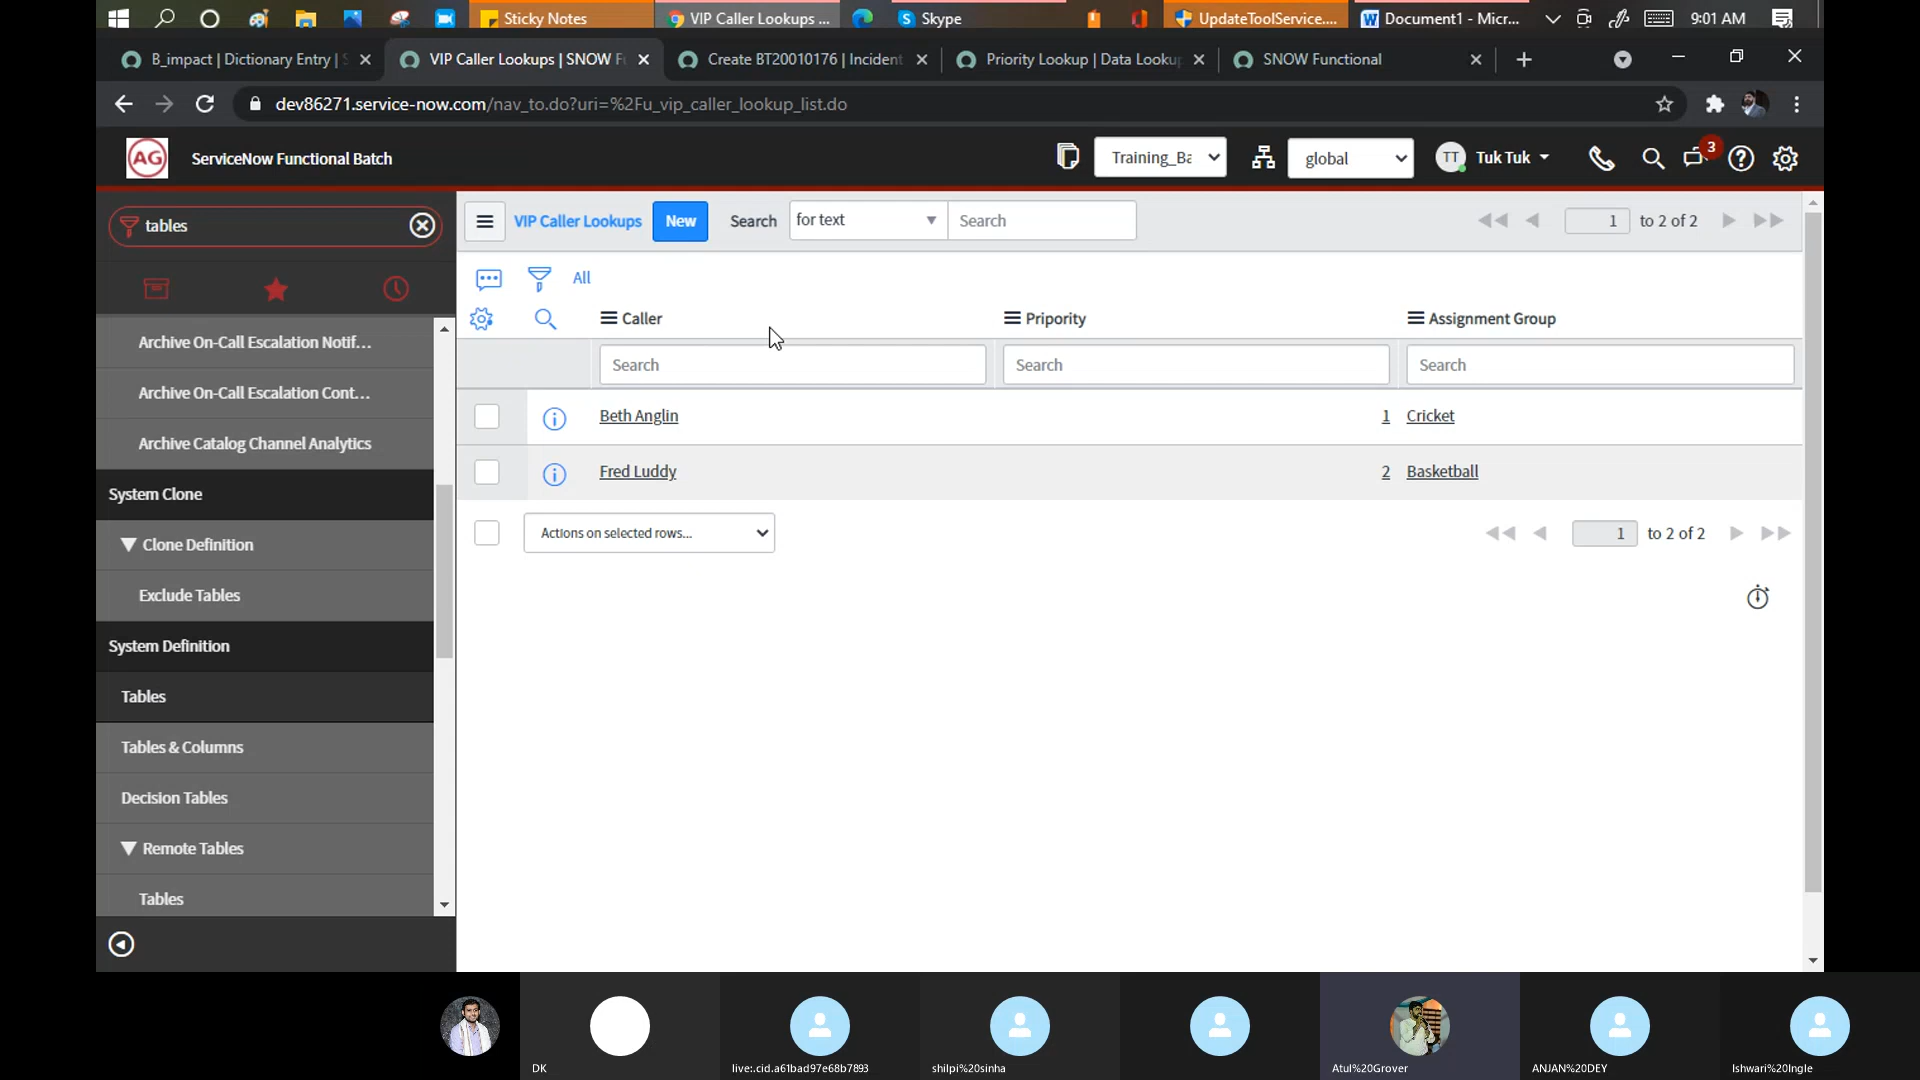 Sticky Notes
VIP Caller Lookups ...
Skype
UpdateToolService....
Document1 - Micr...
9:01 AM
B_impact | Dictionary Entry | S
VIP Caller Lookups | SNOW F
Create BT20010176 | Incident
Priority Lookup | Data Lookup
SNOW Functional
dev86271.service-now.com/nav_to.do?uri=%2Fu_vip_caller_lookup_list.do
AG
ServiceNow Functional Batch
Training_Ba
global
TT
Tuk Tuk
3
tables
VIP Caller Lookups
New
Search
for text
Search
1
to 2 of 2
All
Caller
Pripority
Assignment Group
Search
Search
Search
Beth Anglin
1
Cricket
Fred Luddy
2
Basketball
Actions on selected rows...
1
to 2 of 2
Archive On-Call Escalation Notif...
Archive On-Call Escalation Cont...
Archive Catalog Channel Analytics
System Clone
Clone Definition
Exclude Tables
System Definition
Tables
Tables & Columns
Decision Tables
Remote Tables
Tables
DK
live:.cid.a61bad97e68b7893
shilpi%20sinha
Atul%20Grover
ANJAN%20DEY
Ishwari%20Ingle